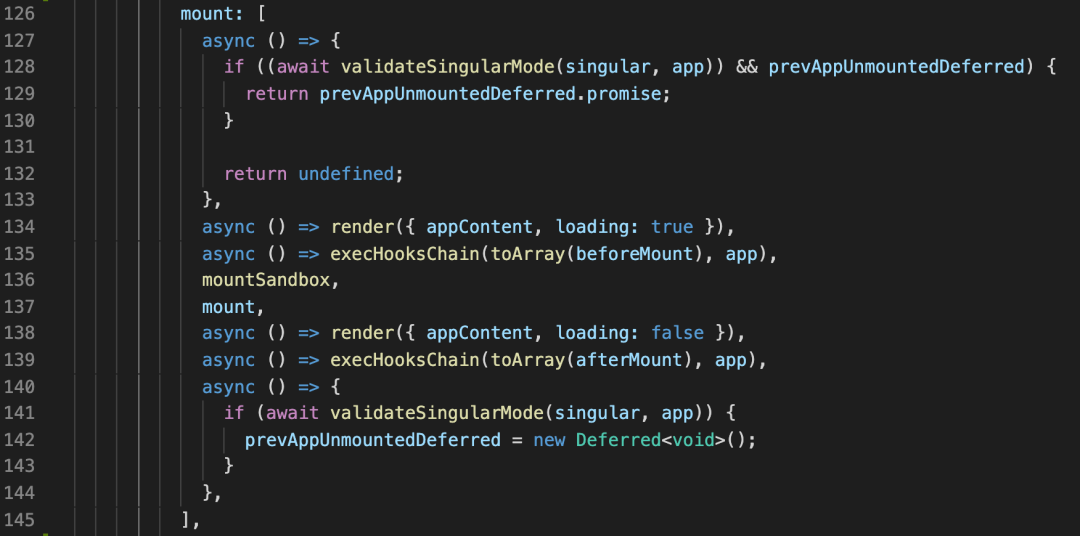 126 mount: [
127 async () => {
128 if ((await validateSingularMode(singular, app)) && prevAppUnmountedDeferred) {
129 return prevAppUnmountedDeferred.promise;
130 }
131
132 return undefined;
133 },
134 async () => render({ appContent, loading: true }),
135 async () => execHooksChain(toArray(beforeMount), app),
136 mountSandbox,
137 mount,
138 async () => render({ appContent, loading: false }),
139 async () => execHooksChain(toArray(afterMount), app),
140 async () => {
141 if (await validateSingularMode(singular, app)) {
142 prevAppUnmountedDeferred = new Deferred<void>();
143 }
144 },
145 ],